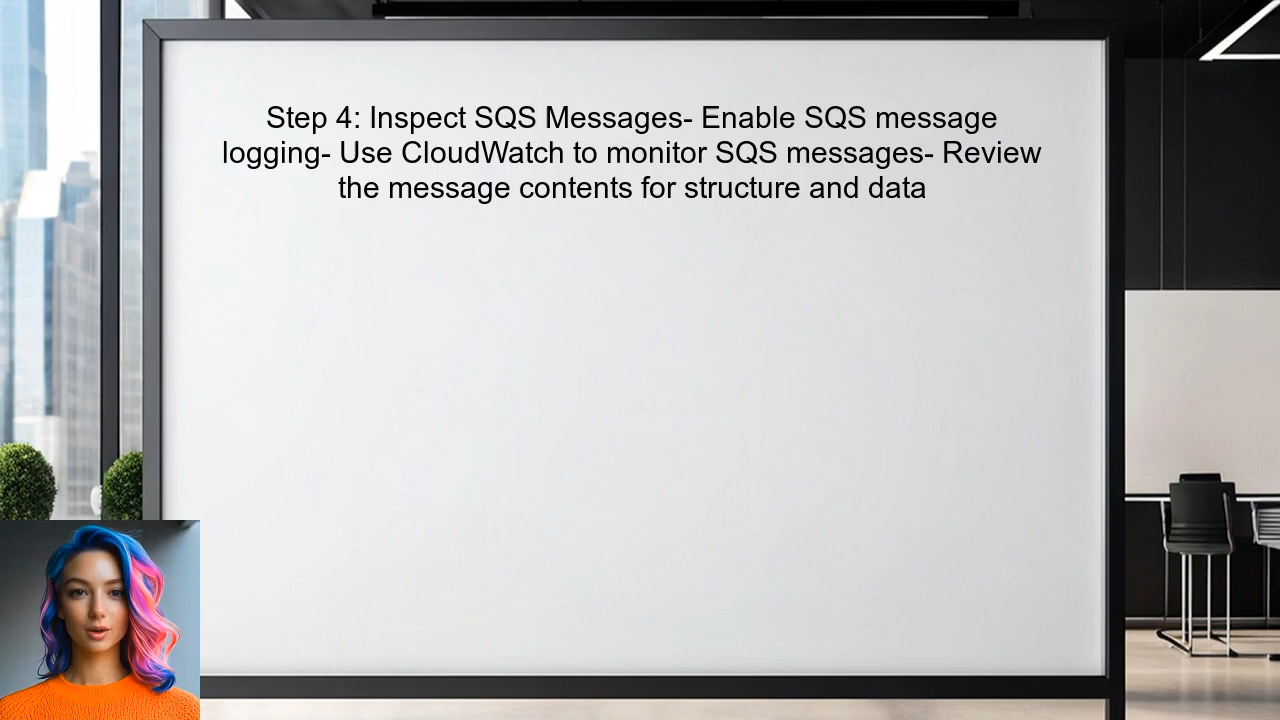 Step 4: Inspect SQS Messages- Enable SQS message
logging- Use CloudWatch to monitor SQS messages- Review
the message contents for structure and data